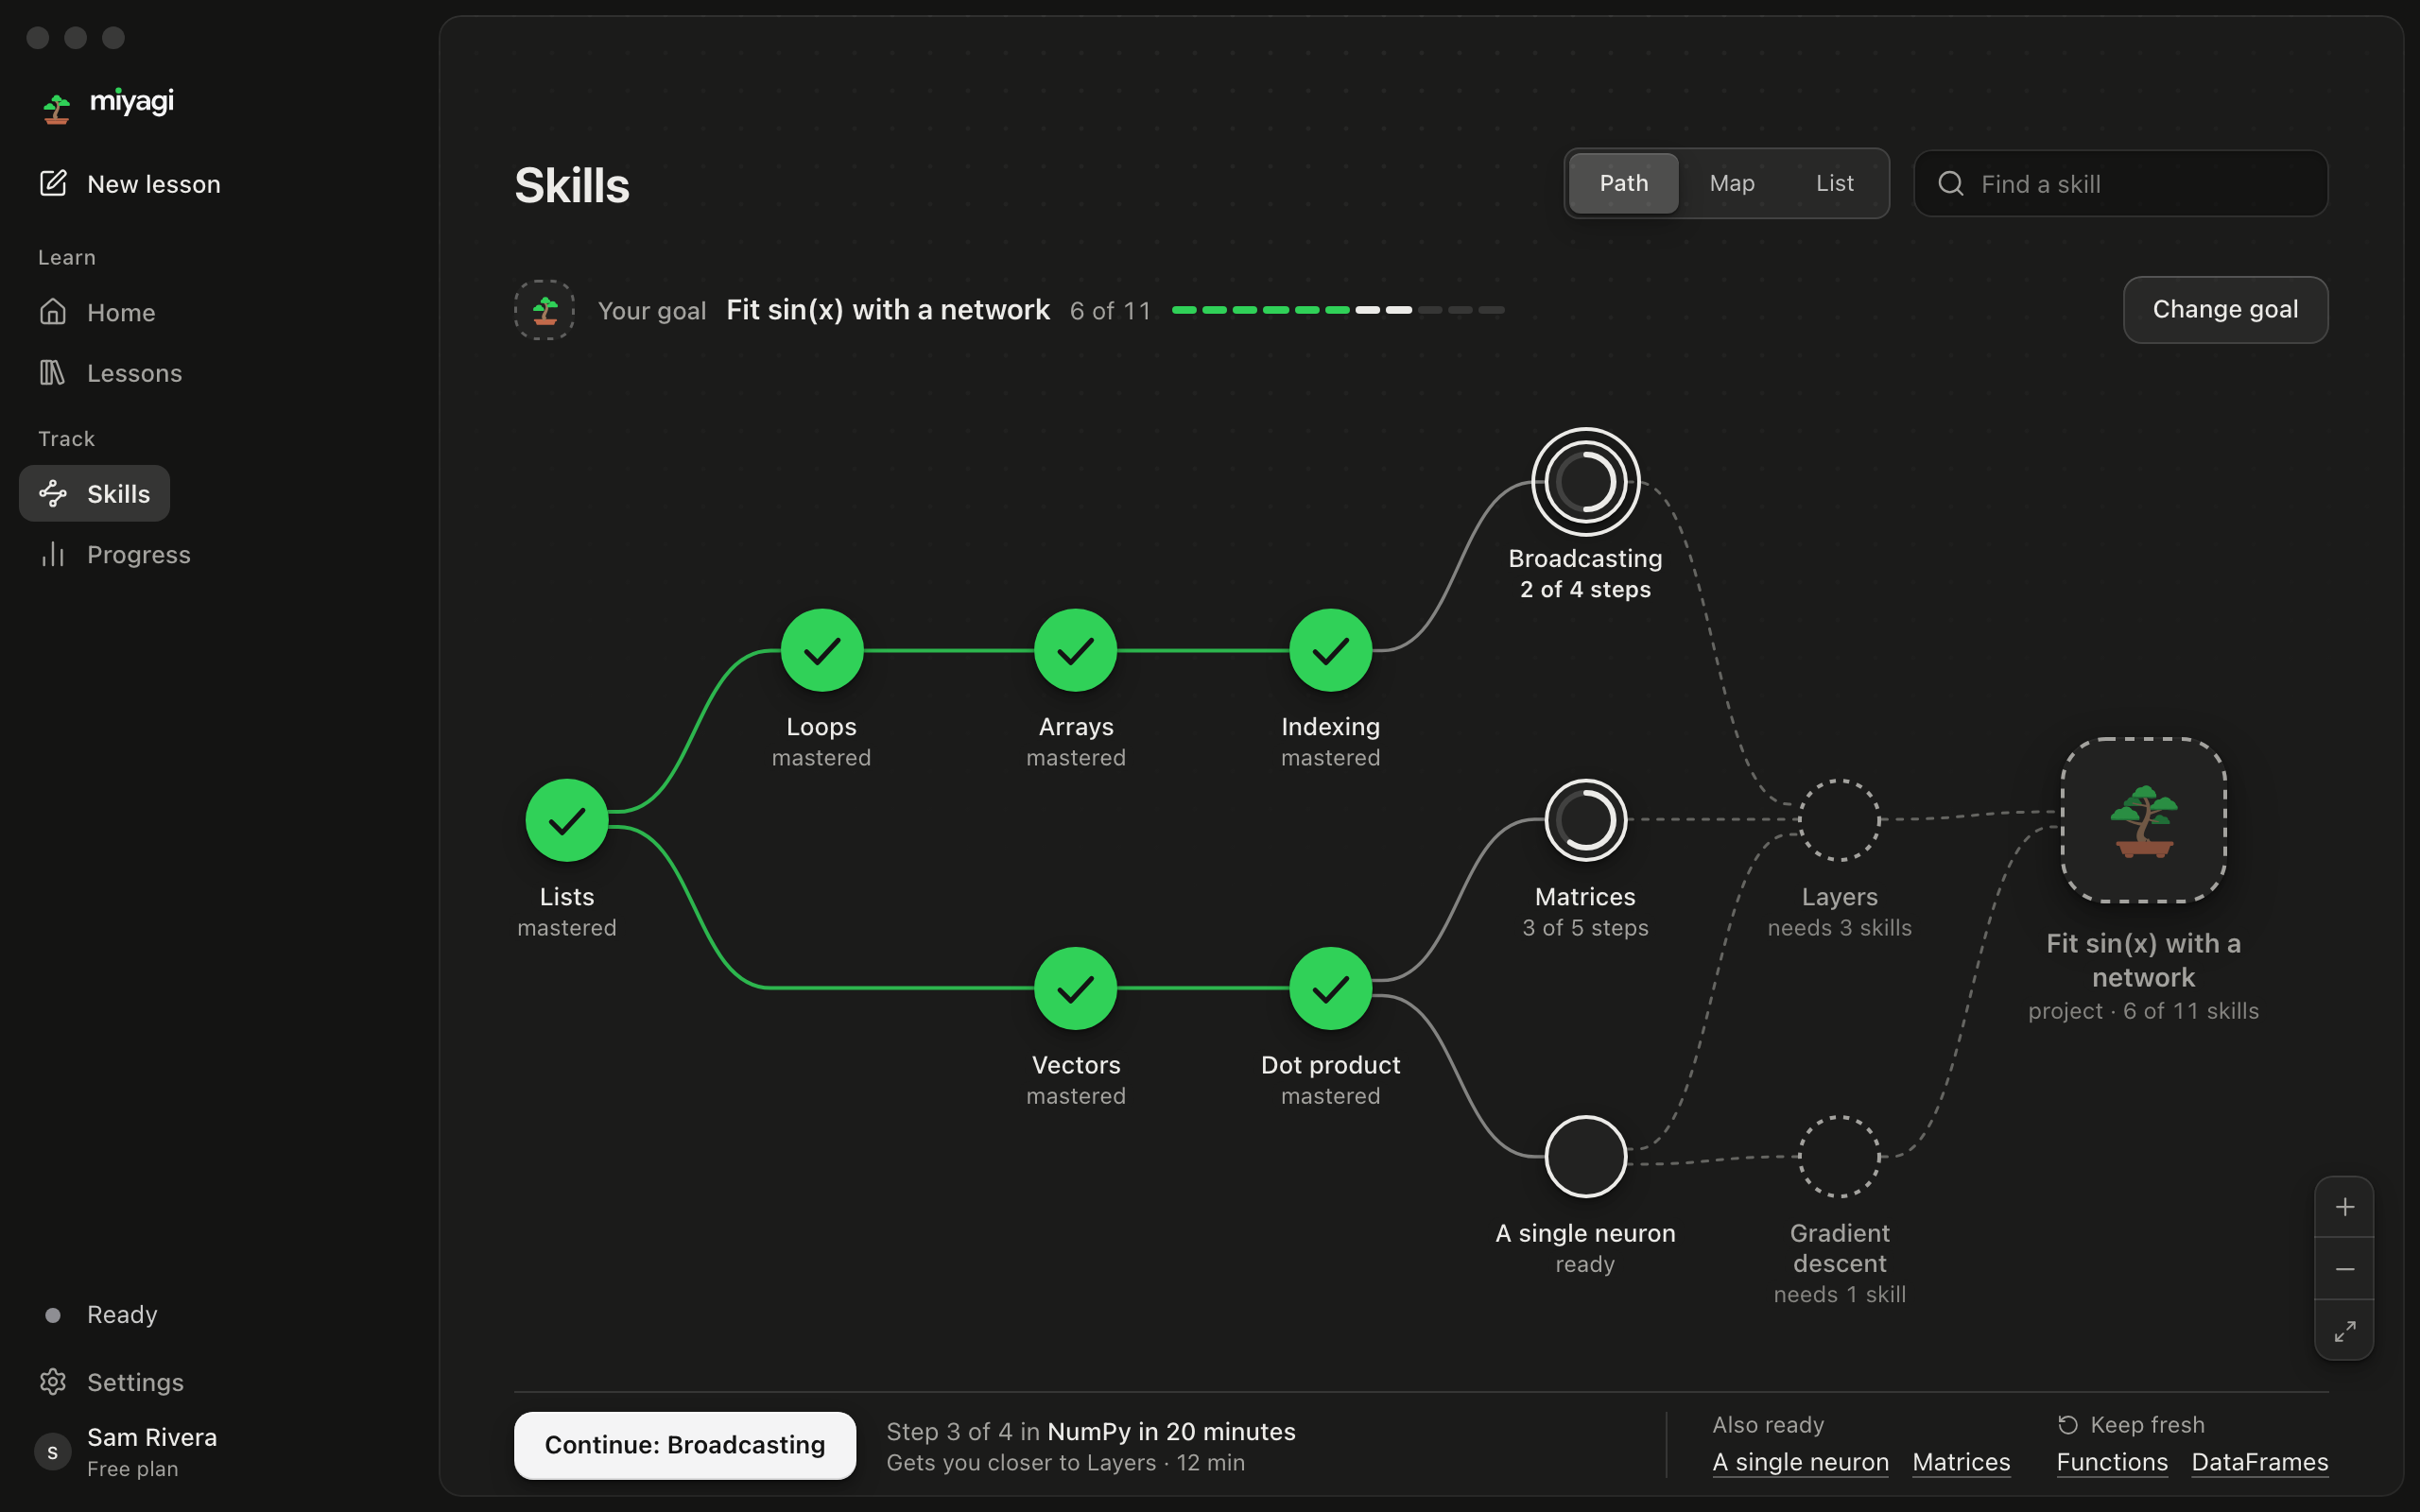 miyagi
New lesson
Learn
Home
Lessons
Track
Skills
Progress
Ready
Settings
S
Sam Rivera
Free plan
Skills
Path
Map
List
Find a skill
Your goal
Fit sin(x) with a network
6 of 11
Change goal
Broadcasting
2 of 4 steps
Loops
mastered
Arrays
mastered
Indexing
mastered
Lists
mastered
Matrices
3 of 5 steps
Layers
needs 3 skills
Fit sin(x) with a
network
project · 6 of 11 skills
Vectors
mastered
Dot product
mastered
A single neuron
ready
Gradient
descent
needs 1 skill
Continue: Broadcasting
Step 3 of 4 in NumPy in 20 minutes
Gets you closer to Layers · 12 min
Also ready
A single neuron
Matrices
Keep fresh
Functions
DataFrames